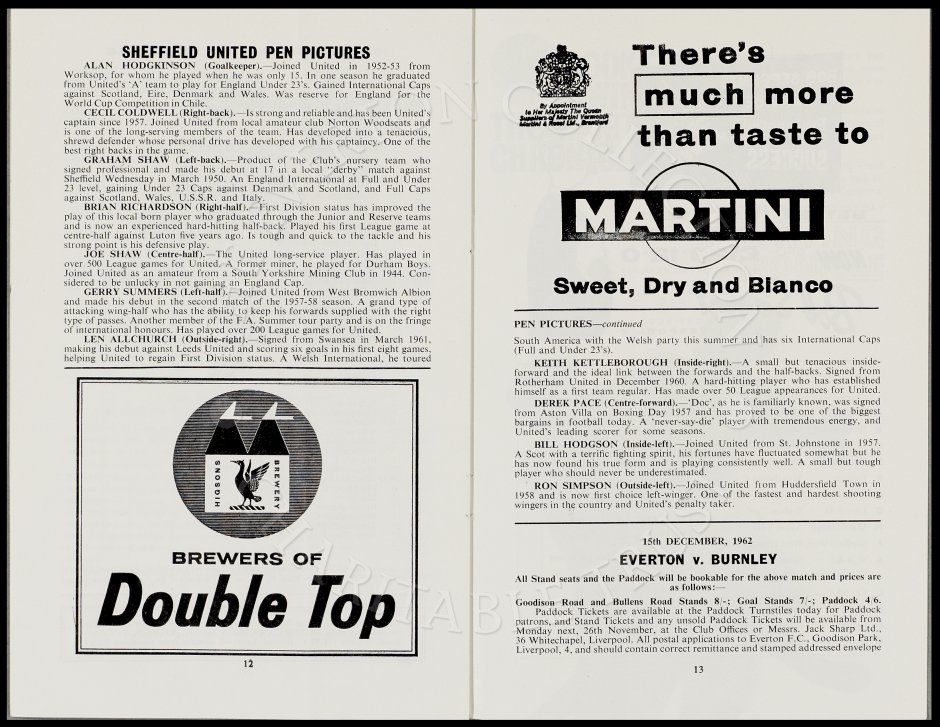 SHEFFIELD UNITED PEN PICTURES
ALAN HODGKINSON (Goalkeeper).—Joined United in 1952-53 from
Worksop, for whom he played when he was only 15. In one season he graduated
from United's 'A' team to play for England Under 23's. Gained International Caps
against Scotland, Eire, Denmark and Wales. Was reserve for England for the
World Cup Competition in Chile.
CECIL COLDWELL (Right-back).—Is strong and reliable and has been United's
captain since 1957. Joined United from local amateur club Norton Woodseats and
is one of the long-serving members of the team. Has developed into a tenacious,
shrewd defender whose personal drive has developed with his captaincy. One of the
best right backs in the game.
GRAHAM SHAW (Left-back).—Product of the Club's nursery team who
signed professional and made his debut at 17 in a local "derby" match against
Sheffield Wednesday in March 1950. An England International at Full and Under
23 level, gaining Under 23 Caps against Denmark and Scotland, and Full Caps
against Scotland, Wales, U.S.S.R. and Italy.
BRIAN RICHARDSON (Right-half).—First Division status has improved the
play of this local born player who graduated through the Junior and Reserve teams
and is now an experienced hard-hitting half-back. Played his first League game at
centre-half against Luton five years ago. Is tough and quick to the tackle and his
strong point is his defensive play.
JOE SHAW (Centre-half).—The United long-service player. Has played in
over 500 League games for United. A former miner, he played for Durham Boys.
Joined United as an amateur from a South Yorkshire Mining Club in 1944. Con-
sidered to be unlucky in not gaining an England Cap.
GERRY SUMMERS (Left-half).—Joined United from West Bromwich Albion
and made his debut in the second match of the 1957-58 season. A grand type of
attacking wing-half who has the ability to keep his forwards supplied with the right
type of passes. Another member of the F.A. Summer tour party and is on the fringe
of international honours. Has played over 200 League games for United.
LEN ALLCHURCH (Outside-right).—Signed from Swansea in March 1961,
making his debut against Leeds United and scoring six goals in his first eight games,
helping United to regain First Division status. A Welsh International, he toured
HIGSONS BREWERY
BREWERS OF
Double Top
12
By Appointment
to Her Majesty The Queen
Suppliers of Martini Vermouth
Martini & Rossi Ltd., Brentford
There's
much more
than taste to
MARTINI
Sweet, Dry and Bianco
PEN PICTURES—continued
South America with the Welsh party this summer and has six International Caps
(Full and Under 23's).
KEITH KETTLEBOROUGH (Inside-right).—A small but tenacious inside-
forward and the ideal link between the forwards and the half-backs. Signed from
Rotherham United in December 1960. A hard-hitting player who has established
himself as a first team regular. Has made over 50 League appearances for United.
DEREK PACE (Centre-forward).—'Doc', as he is familiarly known, was signed
from Aston Villa on Boxing Day 1957 and has proved to be one of the biggest
bargains in football today. A 'never-say-die' player with tremendous energy, and
United's leading scorer for some seasons.
BILL HODGSON (Inside-left).—Joined United from St. Johnstone in 1957.
A Scot with a terrific fighting spirit, his fortunes have fluctuated somewhat but he
has now found his true form and is playing consistently well. A small but tough
player who should never be underestimated.
RON SIMPSON (Outside-left).—Joined United from Huddersfield Town in
1958 and is now first choice left-winger. One of the fastest and hardest shooting
wingers in the country and United's penalty taker.
15th DECEMBER, 1962
EVERTON v. BURNLEY
All Stand seats and the Paddock will be bookable for the above match and prices are
as follows:—
Goodison Road and Bullens Road Stands 8/-; Goal Stands 7/-; Paddock 4/6.
Paddock Tickets are available at the Paddock Turnstiles today for Paddock
patrons, and Stand Tickets and any unsold Paddock Tickets will be available from
Monday next, 26th November, at the Club Offices or Messrs. Jack Sharp Ltd.,
36 Whitechapel, Liverpool. All postal applications to Everton F.C., Goodison Park,
Liverpool, 4, and should contain correct remittance and stamped addressed envelope
13